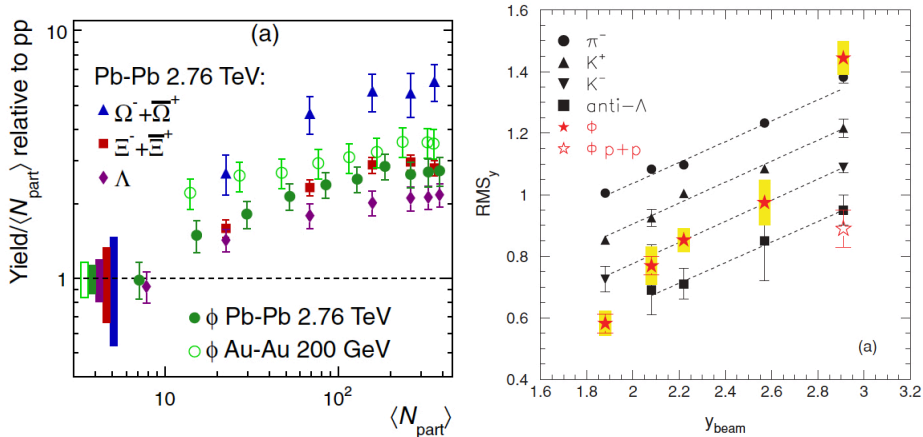 (a)
Pb-Pb 2.76 TeV:
Ω⁻+Ω̅⁺
Ξ⁻+Ξ̅⁺
Λ
ϕ Pb-Pb 2.76 TeV
ϕ Au-Au 200 GeV
Yield/⟨N_part⟩ relative to pp
10
1
10
10²
⟨N_part⟩
π⁻
K⁺
K⁻
anti-Λ
Φ
Φ p+p
(a)
RMS_y
1.6
1.4
1.2
1
0.8
0.6
0.4
1.6 1.8 2 2.2 2.4 2.6 2.8 3 3.2
y_beam